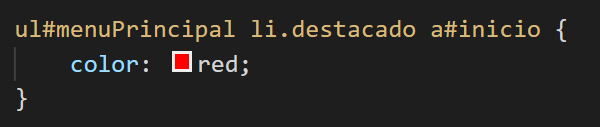 ul#menuPrincipal li.destacado a#inicio {
    color: red;
}